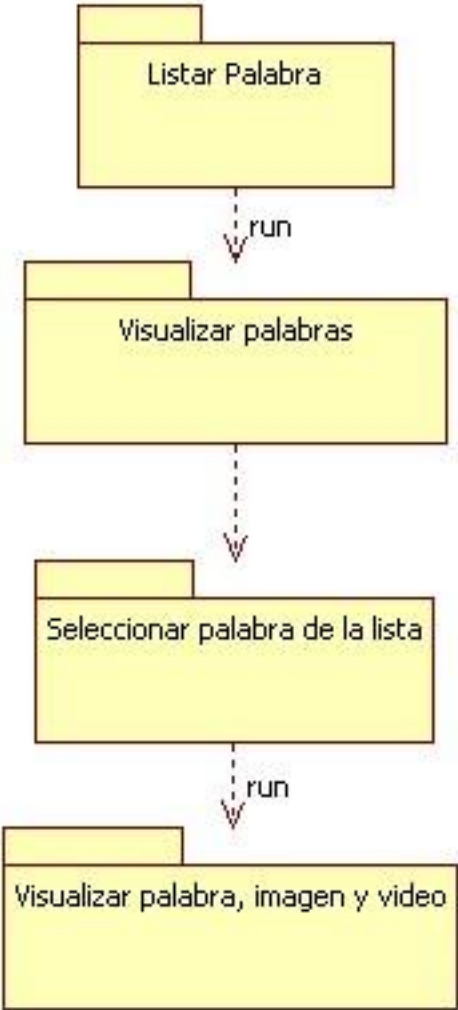 Listar Palabra
run
Visualizar palabras
Seleccionar palabra de la lista
run
Visualizar palabra, imagen y video